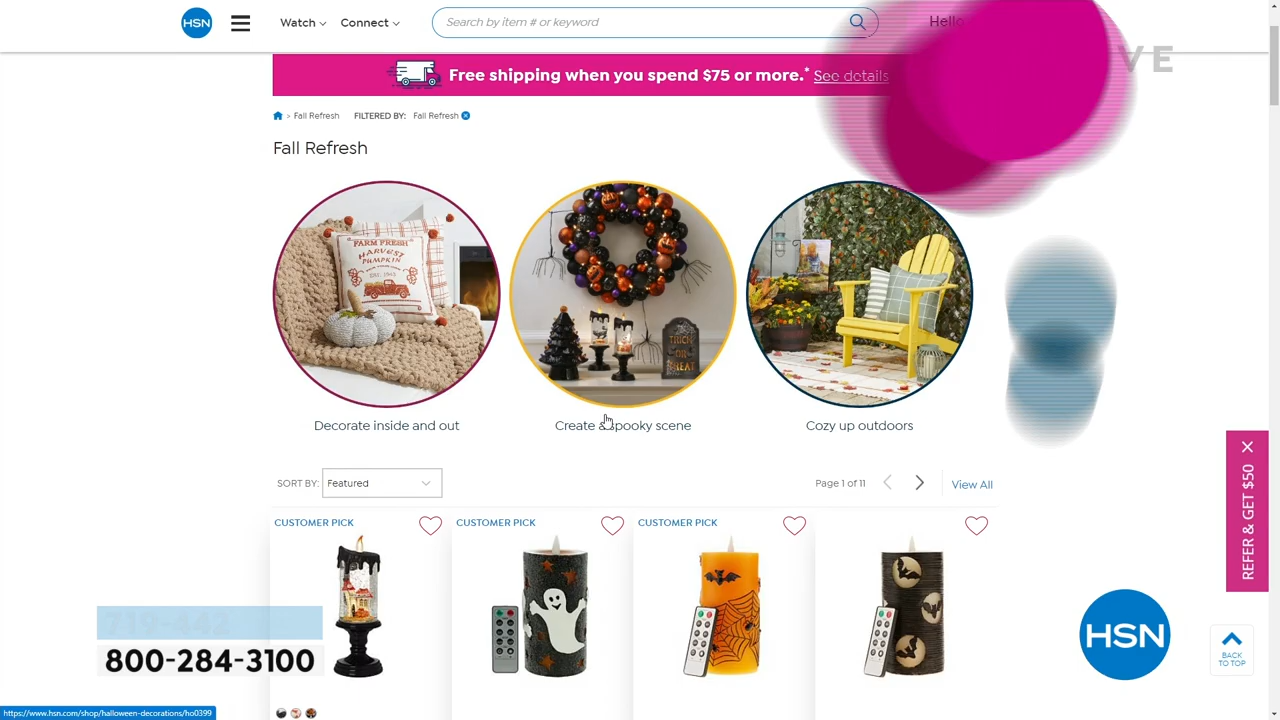 HSN
Watch
Connect
Search by item # or keyword
Hello
VE
Free shipping when you spend $75 or more.* See details
> Fall Refresh FILTERED BY: Fall Refresh
Fall Refresh
FARM FRESH
HARVEST
PUMPKIN
EST. 1945
TRICK
OR
TREAT
Decorate inside and out
Create a spooky scene
Cozy up outdoors
SORT BY: Featured
Page 1 of 11
View All
REFER & GET $50
CUSTOMER PICK
CUSTOMER PICK
CUSTOMER PICK
800-284-3100
HSN
BACK
TO TOP
https://www.hsn.com/shop/halloween-decorations/ho0399